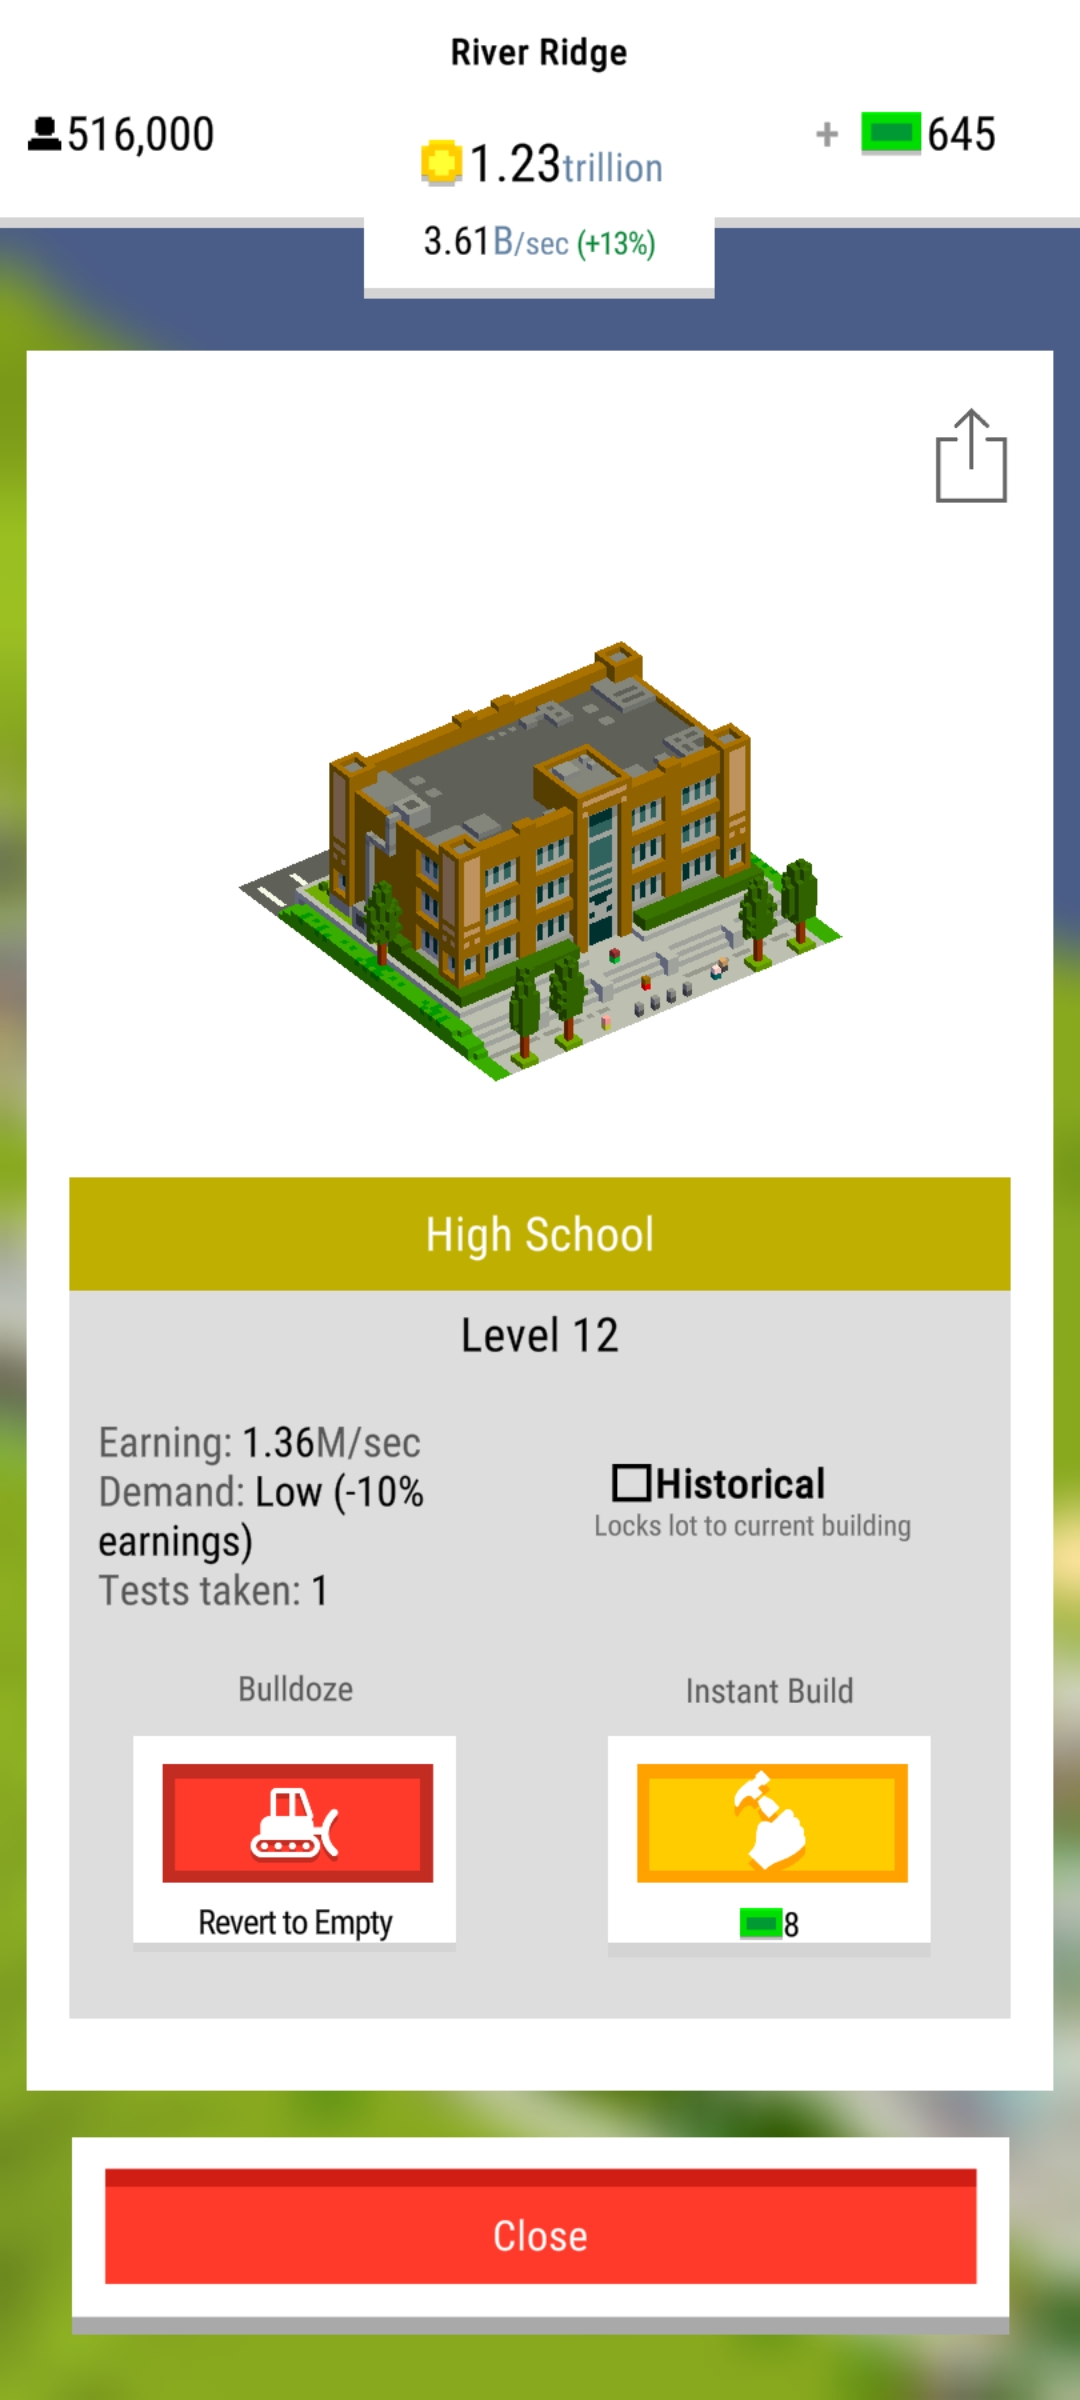 River Ridge
516,000
1.23trillion
+ 645
3.61B/sec (+13%)
High School
Level 12
Earning: 1.36M/sec
Demand: Low (-10%
earnings)
Tests taken: 1
Historical
Locks lot to current building
Bulldoze
Instant Build
Revert to Empty
8
Close